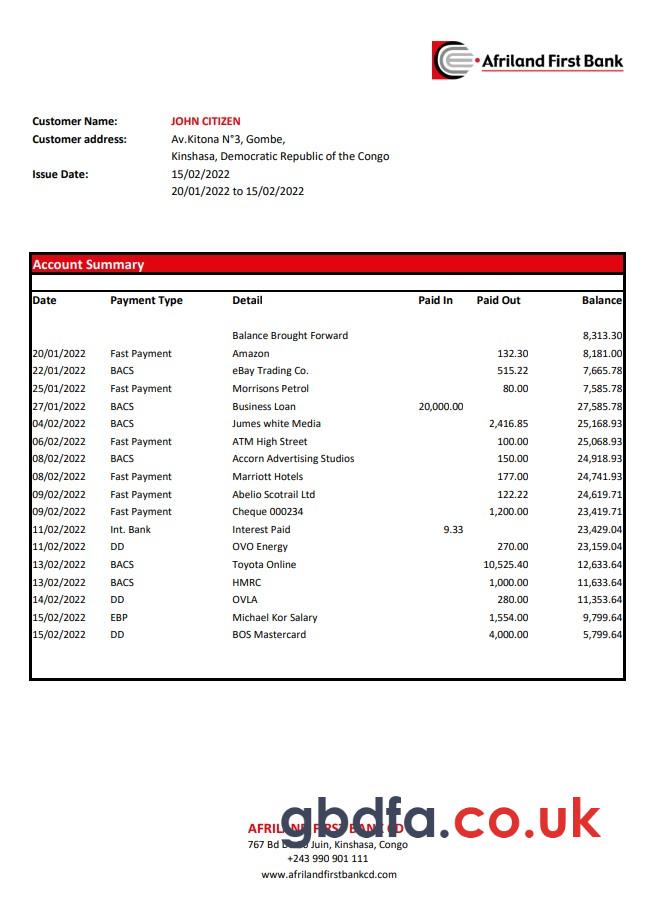 Afriland First Bank
Customer Name: JOHN CITIZEN
Customer address: Av.Kitona N°3, Gombe,
Kinshasa, Democratic Republic of the Congo
Issue Date: 15/02/2022
20/01/2022 to 15/02/2022
Account Summary
Date Payment Type Detail Paid In Paid Out Balance
Balance Brought Forward 8,313.30
20/01/2022 Fast Payment Amazon 132.30 8,181.00
22/01/2022 BACS eBay Trading Co. 515.22 7,665.78
25/01/2022 Fast Payment Morrisons Petrol 80.00 7,585.78
27/01/2022 BACS Business Loan 20,000.00 27,585.78
04/02/2022 BACS Jumes white Media 2,416.85 25,168.93
06/02/2022 Fast Payment ATM High Street 100.00 25,068.93
08/02/2022 BACS Accorn Advertising Studios 150.00 24,918.93
08/02/2022 Fast Payment Marriott Hotels 177.00 24,741.93
09/02/2022 Fast Payment Abelio Scotrail Ltd 122.22 24,619.71
09/02/2022 Fast Payment Cheque 000234 1,200.00 23,419.71
11/02/2022 Int. Bank Interest Paid 9.33 23,429.04
11/02/2022 DD OVO Energy 270.00 23,159.04
13/02/2022 BACS Toyota Online 10,525.40 12,633.64
13/02/2022 BACS HMRC 1,000.00 11,633.64
14/02/2022 DD OVLA 280.00 11,353.64
15/02/2022 EBP Michael Kor Salary 1,554.00 9,799.64
15/02/2022 DD BOS Mastercard 4,000.00 5,799.64
gbdfa.co.uk
AFRILAND FIRST BANK CD
767 Bd Juin, Kinshasa, Congo
+243 990 901 111
www.afrilandfirstbankcd.com